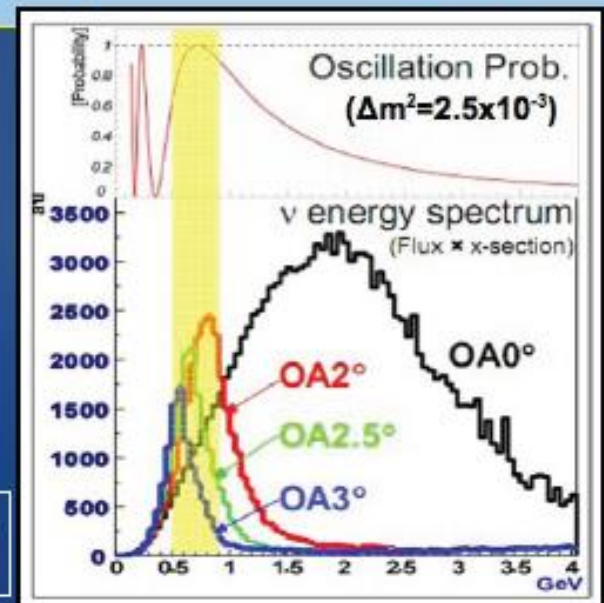 [Probability]
1
0.8
0.6
0.4
0.2
0
Oscillation Prob.
(Δm²=2.5x10⁻³)
au
3500
3000
2500
2000
1500
1000
500
0
ν energy spectrum
(Flux * x-section)
OA0°
OA2°
OA2.5°
OA3°
0 0.5 1 1.5 2 2.5 3 3.5 4
GeV